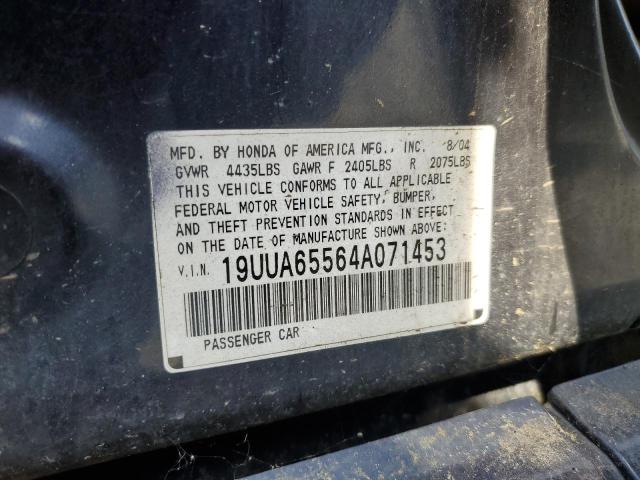 MFD. BY HONDA OF AMERICA MFG., INC. 8/04
GVWR 4435LBS GAWR F 2405LBS R 2075LBS
THIS VEHICLE CONFORMS TO ALL APPLICABLE
FEDERAL MOTOR VEHICLE SAFETY, BUMPER,
AND THEFT PREVENTION STANDARDS IN EFFECT
ON THE DATE OF MANUFACTURE SHOWN ABOVE:
V.I.N. 19UUA65564A071453
PASSENGER CAR